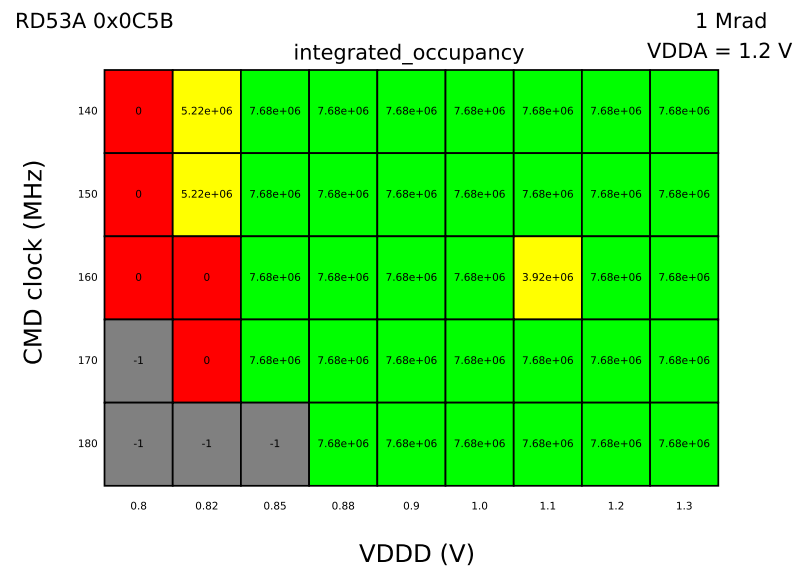 RD53A 0x0C5B
1 Mrad
integrated_occupancy
VDDA = 1.2 V
140 0 5.22e+06 7.68e+06 7.68e+06 7.68e+06 7.68e+06 7.68e+06 7.68e+06 7.68e+06
150 0 5.22e+06 7.68e+06 7.68e+06 7.68e+06 7.68e+06 7.68e+06 7.68e+06 7.68e+06
CMD clock (MHz)
160 0 0 7.68e+06 7.68e+06 7.68e+06 7.68e+06 3.92e+06 7.68e+06 7.68e+06
170 -1 0 7.68e+06 7.68e+06 7.68e+06 7.68e+06 7.68e+06 7.68e+06 7.68e+06
180 -1 -1 -1 7.68e+06 7.68e+06 7.68e+06 7.68e+06 7.68e+06 7.68e+06
0.8 0.82 0.85 0.88 0.9 1.0 1.1 1.2 1.3
VDDD (V)